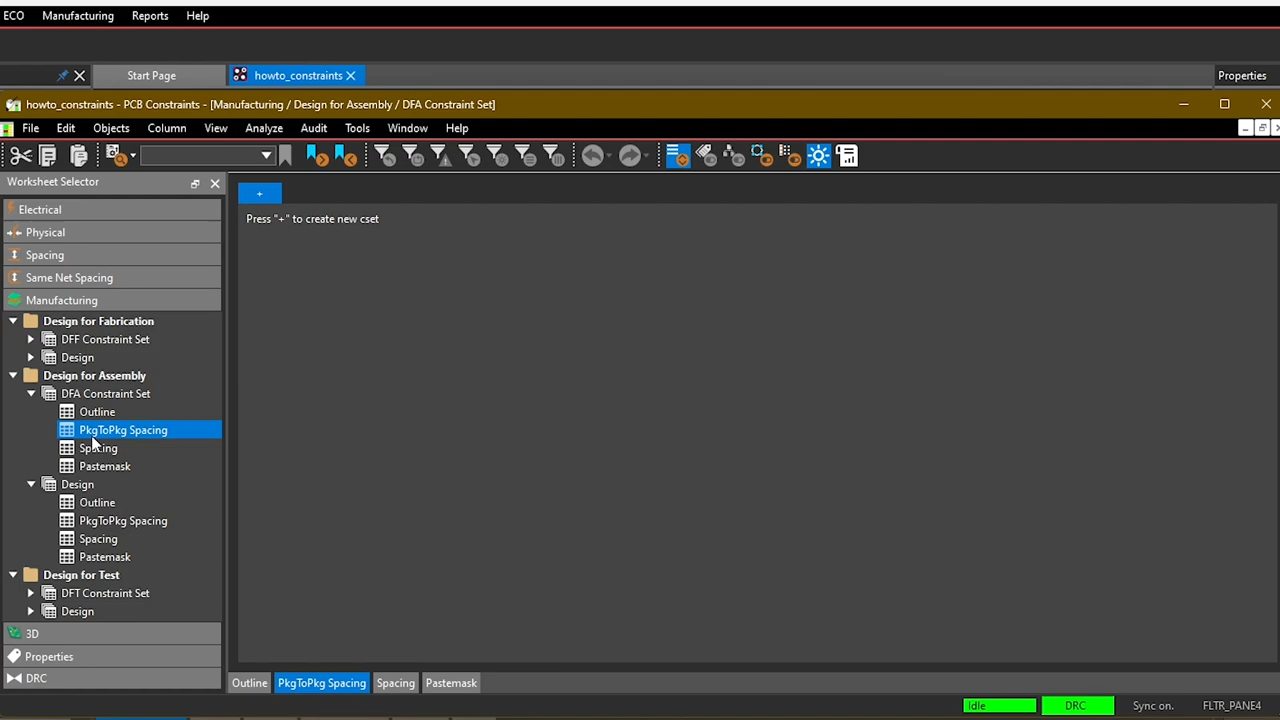 ECO Manufacturing Reports Help
Start Page howto_constraints Properties
howto_constraints - PCB Constraints - [Manufacturing / Design for Assembly / DFA Constraint Set]
File Edit Objects Column View Analyze Audit Tools Window Help
Worksheet Selector
Electrical
Physical
Spacing
Same Net Spacing
Manufacturing
Design for Fabrication
DFF Constraint Set
Design
Design for Assembly
DFA Constraint Set
Outline
PkgToPkg Spacing
Spacing
Pastemask
Design
Outline
PkgToPkg Spacing
Spacing
Pastemask
Design for Test
DFT Constraint Set
Design
3D
Properties
DRC
+
Press "+" to create new cset
Outline PkgToPkg Spacing Spacing Pastemask
Idle DRC Sync on. FLTR_PANE4